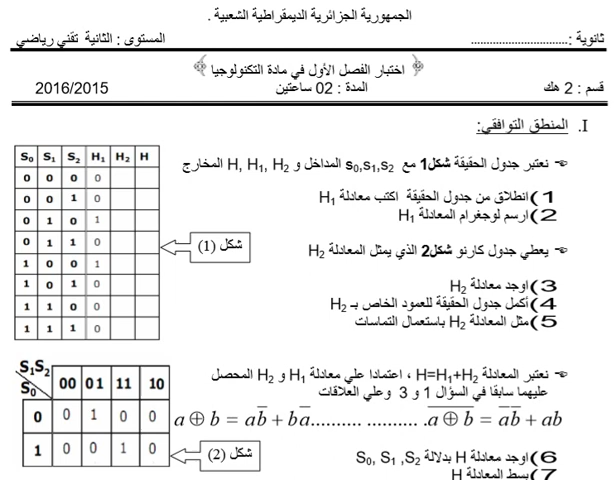 الجمهورية الجزائرية الديمقراطية الشعبية .
ثانوية : ................................ المستوى : الثانية تقني رياضي
اختبار الفصل الأول في مادة التكنولوجيا
قسم : 2 هك المدة : 02 ساعتين 2016/2015
I. المنطق التوافقي:
نعتبر جدول الحقيقة شكل1 مع s₀,s₁,s₂ المداخل و H, H₁, H₂ المخارج
1) انطلاق من جدول الحقيقة اكتب معادلة H₁
2) ارسم لوجغرام المعادلة H₁
يعطي جدول كارنو شكل2 الذي يمثل المعادلة H₂
3) اوجد معادلة H₂
4) أكمل جدول الحقيقة للعمود الخاص بـ H₂
5) مثل المعادلة H₂ باستعمال التماسات
S₀ S₁ S₂ H₁ H₂ H
0 0 0 0
0 0 1 0
0 1 0 1
0 1 1 0
1 0 0 1
1 0 1 0
1 1 0 0
1 1 1 0
شكل (1)
نعتبر المعادلة H=H₁+H₂ ، اعتمادا علي معادلة H₁ و H₂ المحصل
عليهما سابقا في السؤال 1 و 3 وعلي العلاقات
a ⊕ b = ab̅ + ba̅.......... .......... .a̅ ⊕̅ b̅ = a̅b̅ + ab
6) اوجد معادلة H بدلالة S₀, S₁ ,S₂
7) بسط المعادلة H
S₁S₂
S₀ 00 01 11 10
0 0 1 0 0
1 0 0 1 0
شكل (2)